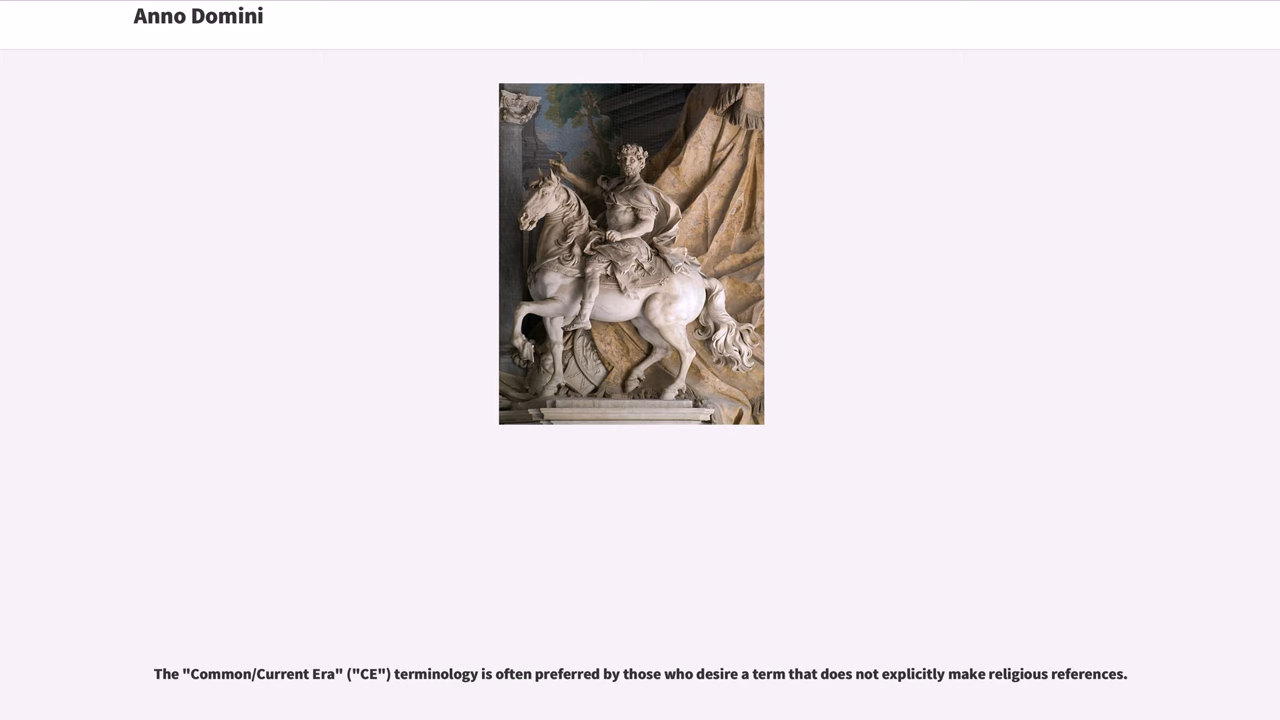 Anno Domini
The "Common/Current Era" ("CE") terminology is often preferred by those who desire a term that does not explicitly make religious references.